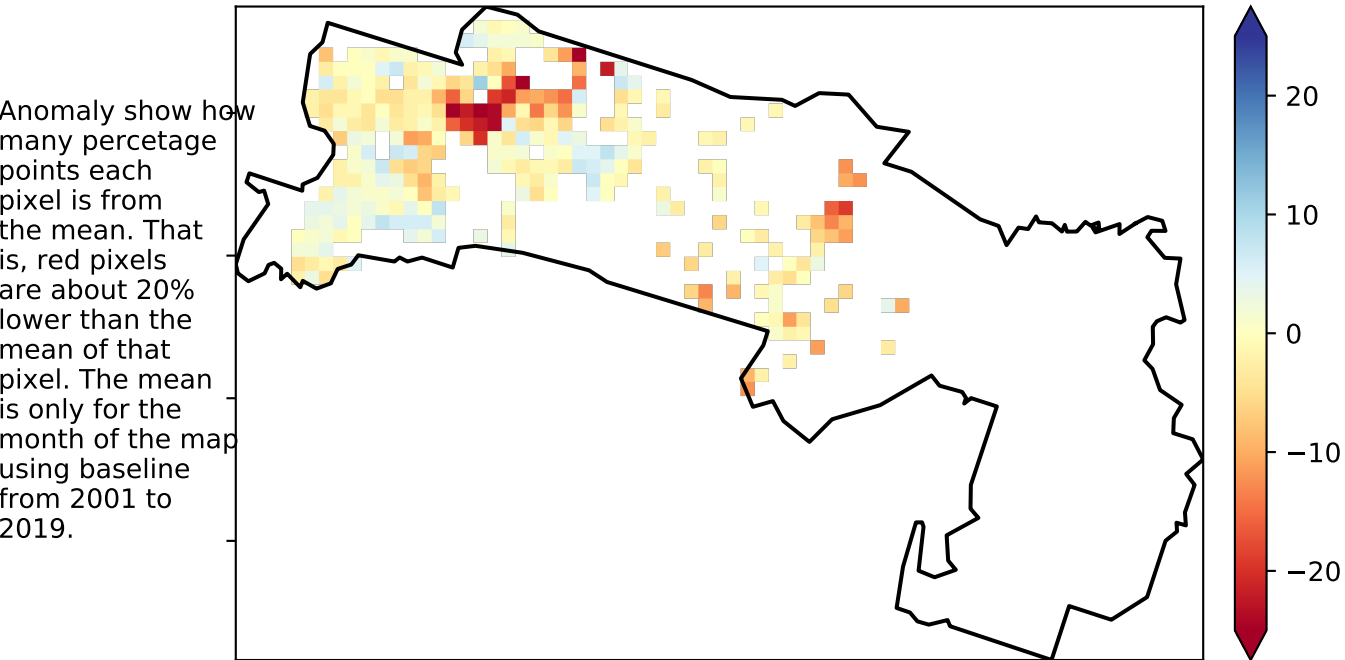 Anomaly show how
many percetage
points each
pixel is from
the mean. That
is, red pixels
are about 20%
lower than the
mean of that
pixel. The mean
is only for the
month of the map
using baseline
from 2001 to
2019.
20
10
0
−10
−20